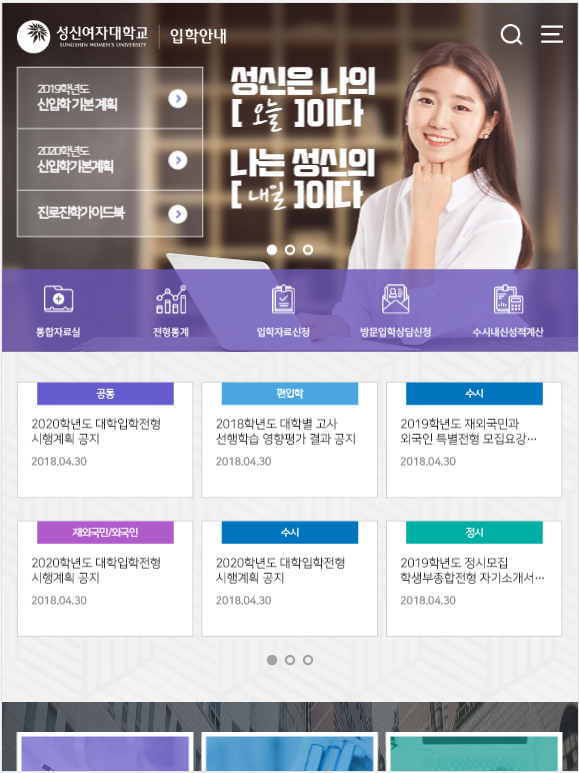 성신여자대학교
SUNGSHIN WOMEN'S UNIVERSITY
입학안내
2019학년도
신입학 기본계획
2020학년도
신입학기본계획
진로진학가이드북
성신은 나의
[ 오늘 ]이다
나는 성신의
[ 내일 ]이다
통합자료실
전형통계
입학자료신청
방문입학상담신청
수시내신성적계산
공통
2020학년도 대학입학전형
시행계획 공지
2018.04.30
편입학
2018학년도 대학별 고사
선행학습 영향평가 결과 공지
2018.04.30
수시
2019학년도 재외국민과
외국인 특별전형 모집요강…
2018.04.30
재외국민/외국인
2020학년도 대학입학전형
시행계획 공지
2018.04.30
수시
2020학년도 대학입학전형
시행계획 공지
2018.04.30
정시
2019학년도 정시모집
학생부종합전형 자기소개서…
2018.04.30